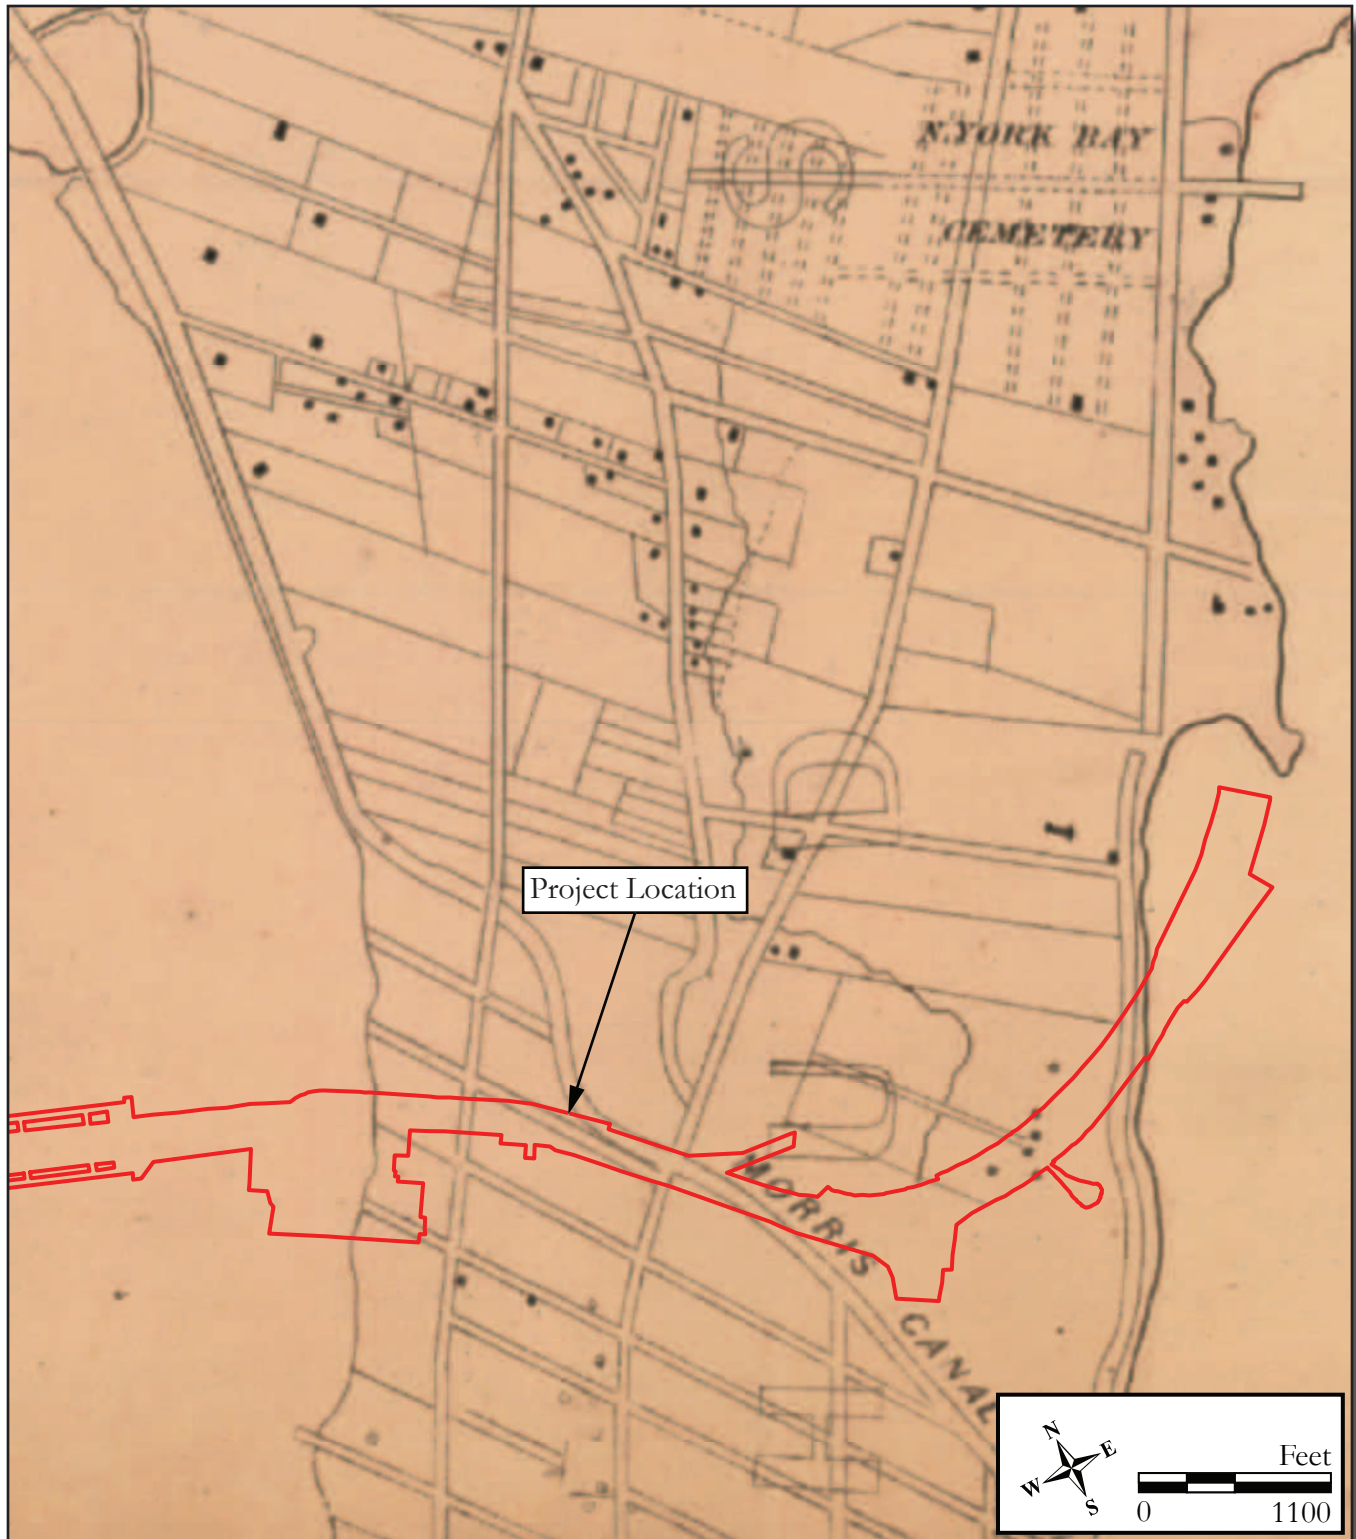 N. YORK BAY
CEMETERY
Project Location
MORRIS
CANAL
N
E
W
S
Feet
0 1100